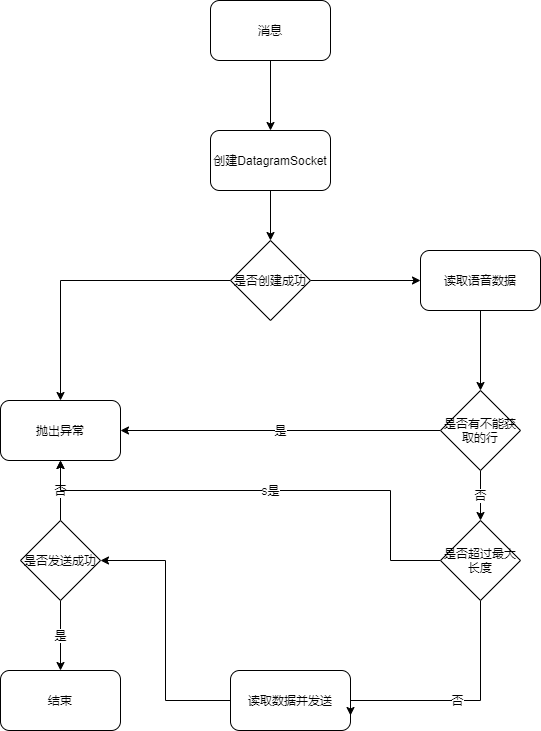 消息
创建DatagramSocket
是否创建成功
读取语音数据
抛出异常
是
是否有不能获
取的行
否
否
s是
是否发送成功
是否超过最大
长度
是
结束
读取数据并发送
否